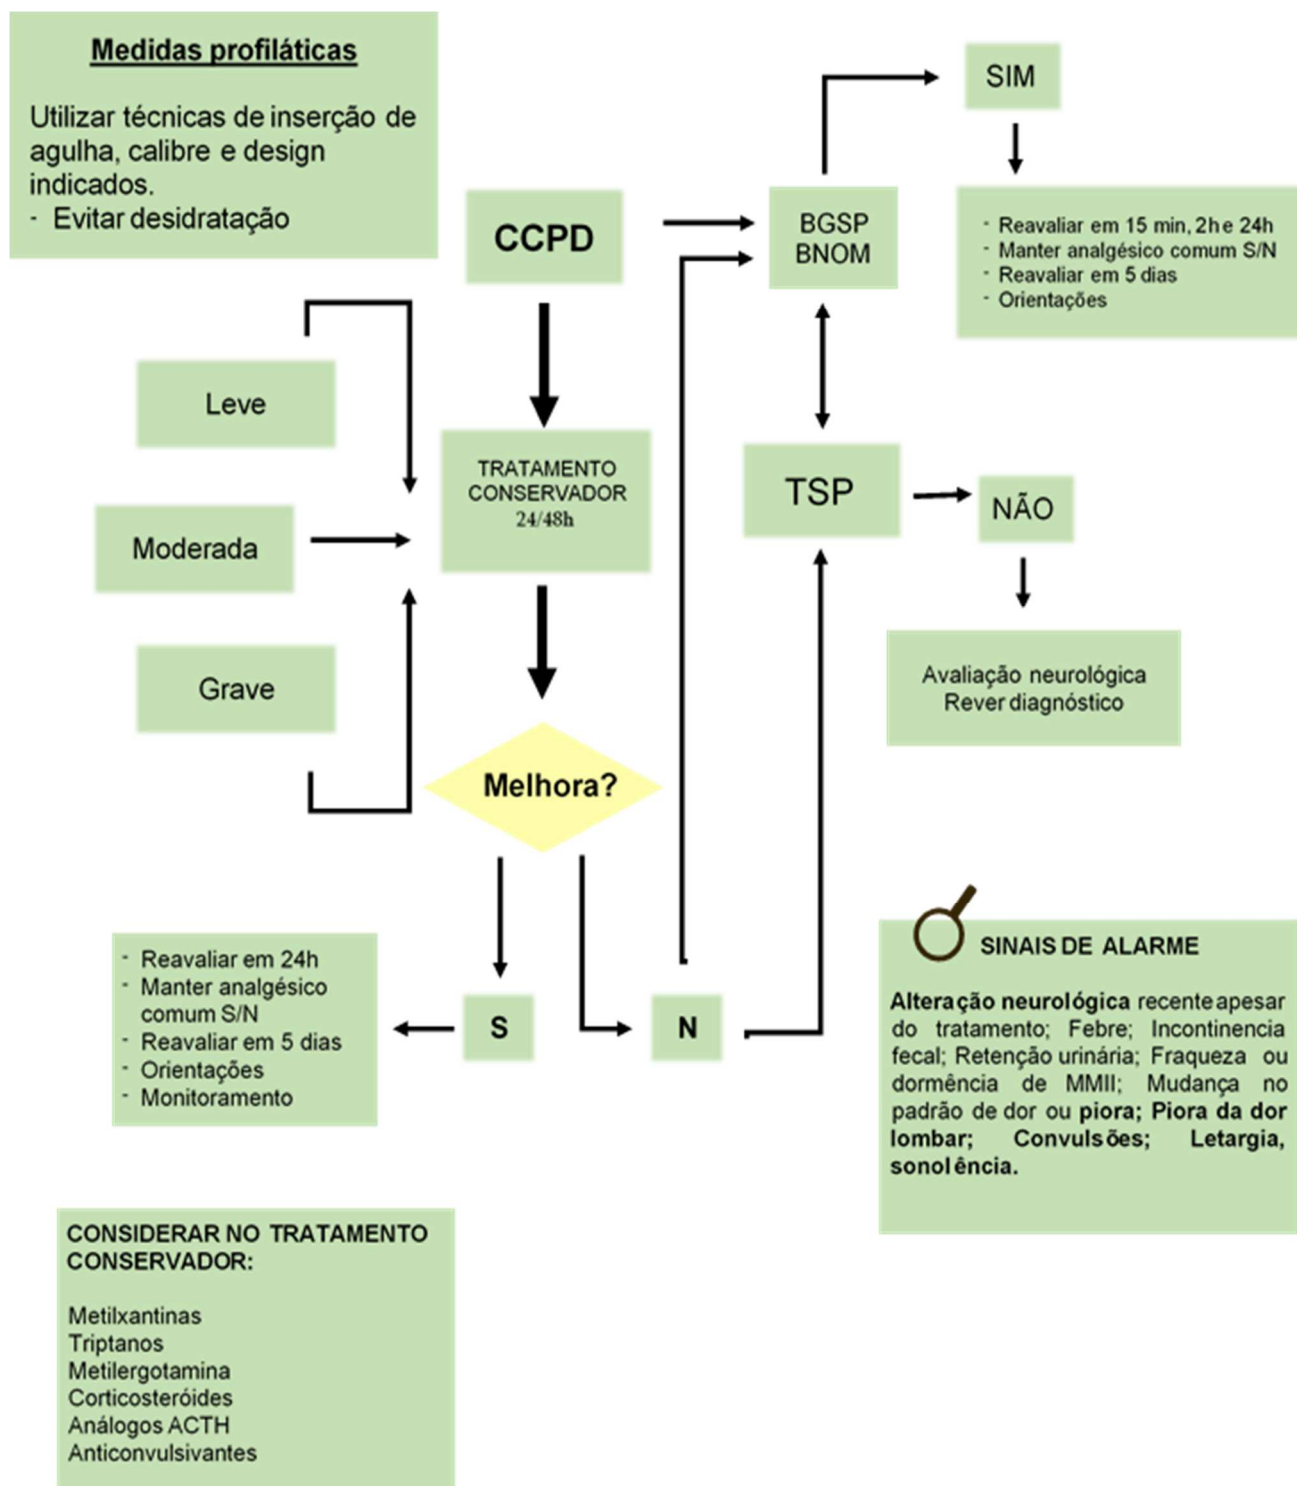 Medidas profiláticas
Utilizar técnicas de inserção de
agulha, calibre e design
indicados.
- Evitar desidratação
CCPD
BGSP
BNOM
SIM
- Reavaliar em 15 min, 2h e 24h
- Manter analgésico comum S/N
- Reavaliar em 5 dias
- Orientações
Leve
Moderada
Grave
TRATAMENTO
CONSERVADOR
24/48h
TSP
NÃO
Avaliação neurológica
Rever diagnóstico
Melhora?
- Reavaliar em 24h
- Manter analgésico
comum S/N
- Reavaliar em 5 dias
- Orientações
- Monitoramento
S
N
SINAIS DE ALARME
Alteração neurológica recente apesar
do tratamento; Febre; Incontinencia
fecal; Retenção urinária; Fraqueza ou
dormência de MMII; Mudança no
padrão de dor ou piora; Piora da dor
lombar; Convulsões; Letargia,
sonolência.
CONSIDERAR NO TRATAMENTO
CONSERVADOR:
Metilxantinas
Triptanos
Metilergotamina
Corticosteróides
Análogos ACTH
Anticonvulsivantes